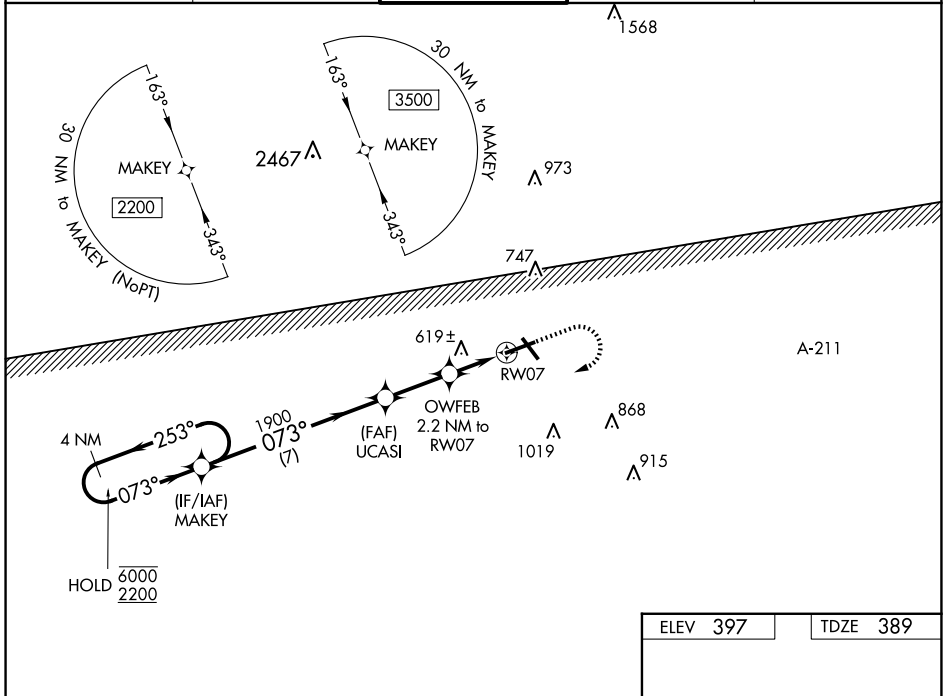 1568
163°
MAKEY
2200
343°
30 NM to MAKEY (NoPT)
2467
163°
3500
MAKEY
343°
30 NM to MAKEY
973
747
619±
RW07
A-211
OWFEB
2.2 NM to
RW07
868
1019
915
(FAF)
UCASI
1900
073°
(7)
4 NM
253°
073°
(IF/IAF)
MAKEY
HOLD 6000
2200
ELEV 397
TDZE 389